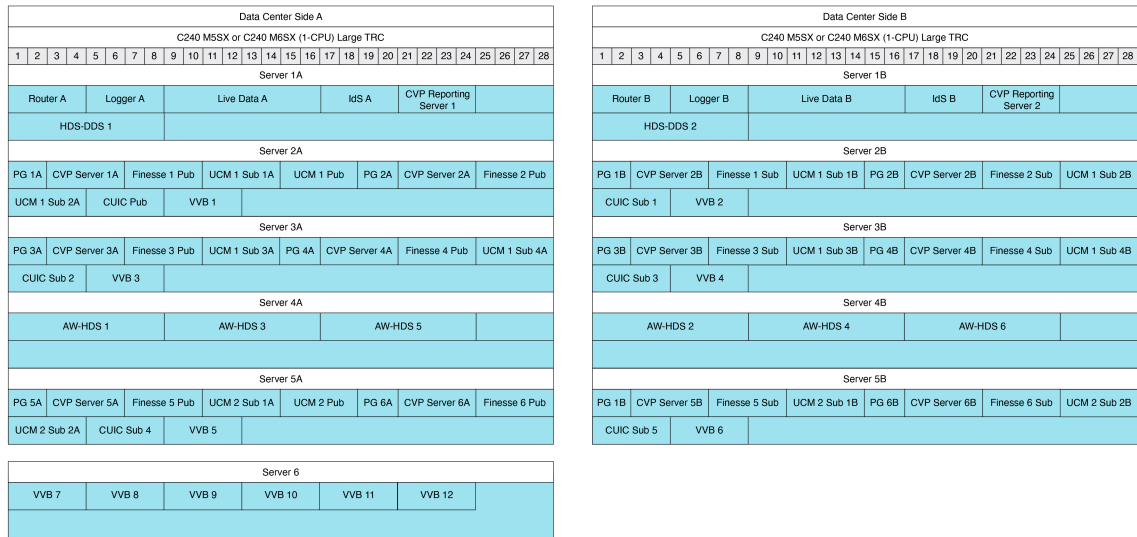 Data Center Side A
C240 M5SX or C240 M6SX (1-CPU) Large TRC
1 2 3 4 5 6 7 8 9 10 11 12 13 14 15 16 17 18 19 20 21 22 23 24 25 26 27 28
Server 1A
Router A Logger A Live Data A IdS A CVP Reporting
Server 1
HDS-DDS 1
Server 2A
PG 1A CVP Server 1A Finesse 1 Pub UCM 1 Sub 1A UCM 1 Pub PG 2A CVP Server 2A Finesse 2 Pub
UCM 1 Sub 2A CUIC Pub VVB 1
Server 3A
PG 3A CVP Server 3A Finesse 3 Pub UCM 1 Sub 3A PG 4A CVP Server 4A Finesse 4 Pub UCM 1 Sub 4A
CUIC Sub 2 VVB 3
Server 4A
AW-HDS 1 AW-HDS 3 AW-HDS 5
Server 5A
PG 5A CVP Server 5A Finesse 5 Pub UCM 2 Sub 1A UCM 2 Pub PG 6A CVP Server 6A Finesse 6 Pub
UCM 2 Sub 2A CUIC Sub 4 VVB 5
Server 6
VVB 7 VVB 8 VVB 9 VVB 10 VVB 11 VVB 12
Data Center Side B
C240 M5SX or C240 M6SX (1-CPU) Large TRC
1 2 3 4 5 6 7 8 9 10 11 12 13 14 15 16 17 18 19 20 21 22 23 24 25 26 27 28
Server 1B
Router B Logger B Live Data B IdS B CVP Reporting
Server 2
HDS-DDS 2
Server 2B
PG 1B CVP Server 2B Finesse 1 Sub UCM 1 Sub 1B PG 2B CVP Server 2B Finesse 2 Sub UCM 1 Sub 2B
CUIC Sub 1 VVB 2
Server 3B
PG 3B CVP Server 3B Finesse 3 Sub UCM 1 Sub 3B PG 4B CVP Server 4B Finesse 4 Sub UCM 1 Sub 4B
CUIC Sub 3 VVB 4
Server 4B
AW-HDS 2 AW-HDS 4 AW-HDS 6
Server 5B
PG 1B CVP Server 5B Finesse 5 Sub UCM 2 Sub 1B PG 6B CVP Server 6B Finesse 6 Sub UCM 2 Sub 2B
CUIC Sub 5 VVB 6